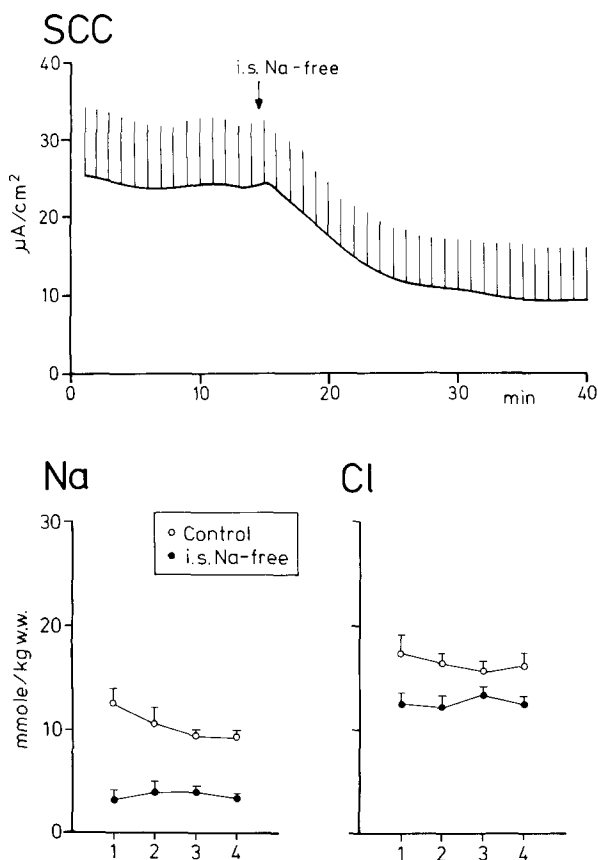 SCC
i.s. Na-free
40
30
20
10
0
μA/cm²
0 10 20 30 min 40
Na
Cl
Control
i.s. Na-free
30
20
10
0
mmole/kg w.w.
1 2 3 4
1 2 3 4